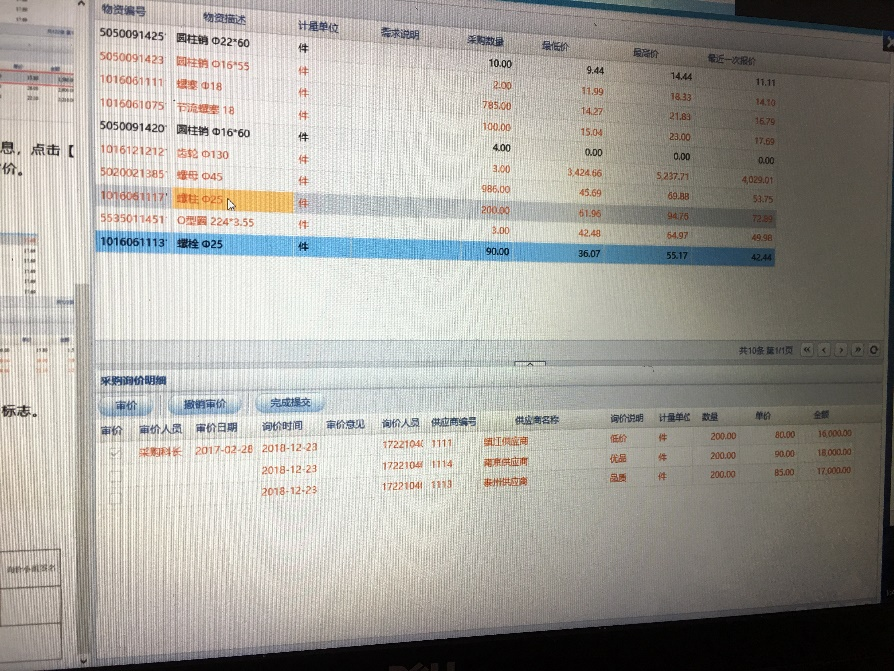 物资编号 物资描述 计量单位 需求说明 采购数量 最低价 最高价 最近一次报价
5050091425 圆柱销 Φ22*60 件 10.00 9.44 14.44 11.11
5050091423 圆柱销 Φ16*55 件 2.00 11.99 18.33 14.10
1016061111 螺塞 Φ18 件 785.00 14.27 21.83 16.79
1016061075 节流螺塞 18 件 100.00 15.04 23.00 17.69
5050091420 圆柱销 Φ16*60 件 4.00 0.00 0.00 0.00
1016121212 齿轮 Φ130 件 3.00 3,424.66 5,237.71 4,029.01
5020021385 螺母 Φ45 件 986.00 45.69 69.88 53.75
1016061117 螺柱 Φ25 件 200.00 61.96 94.76
5535011451 O型圈 224*3.55 件 3.00 42.48 64.97 49.98
1016061113 螺栓 Φ25 件 90.00 36.07 55.17 42.44
共10条 第1/1页
息，点击【
价。
标志。
采购询价明细
审价 撤销审价 完成提交
审价 审价人员 审价日期 询价时间 审价意见 询价人员 供应商编号 供应商名称 询价说明 计量单位 数量 单价 金额
采购科长 2017-02-28 2018-12-23 1722104 1111 镇江供应商 低价 件 200.00 80.00 16,000.00
2018-12-23 1722104 1114 南京供应商 优品 件 200.00 90.00 18,000.00
2018-12-23 1722104 1113 泰州供应商 品质 件 200.00 85.00 17,000.00